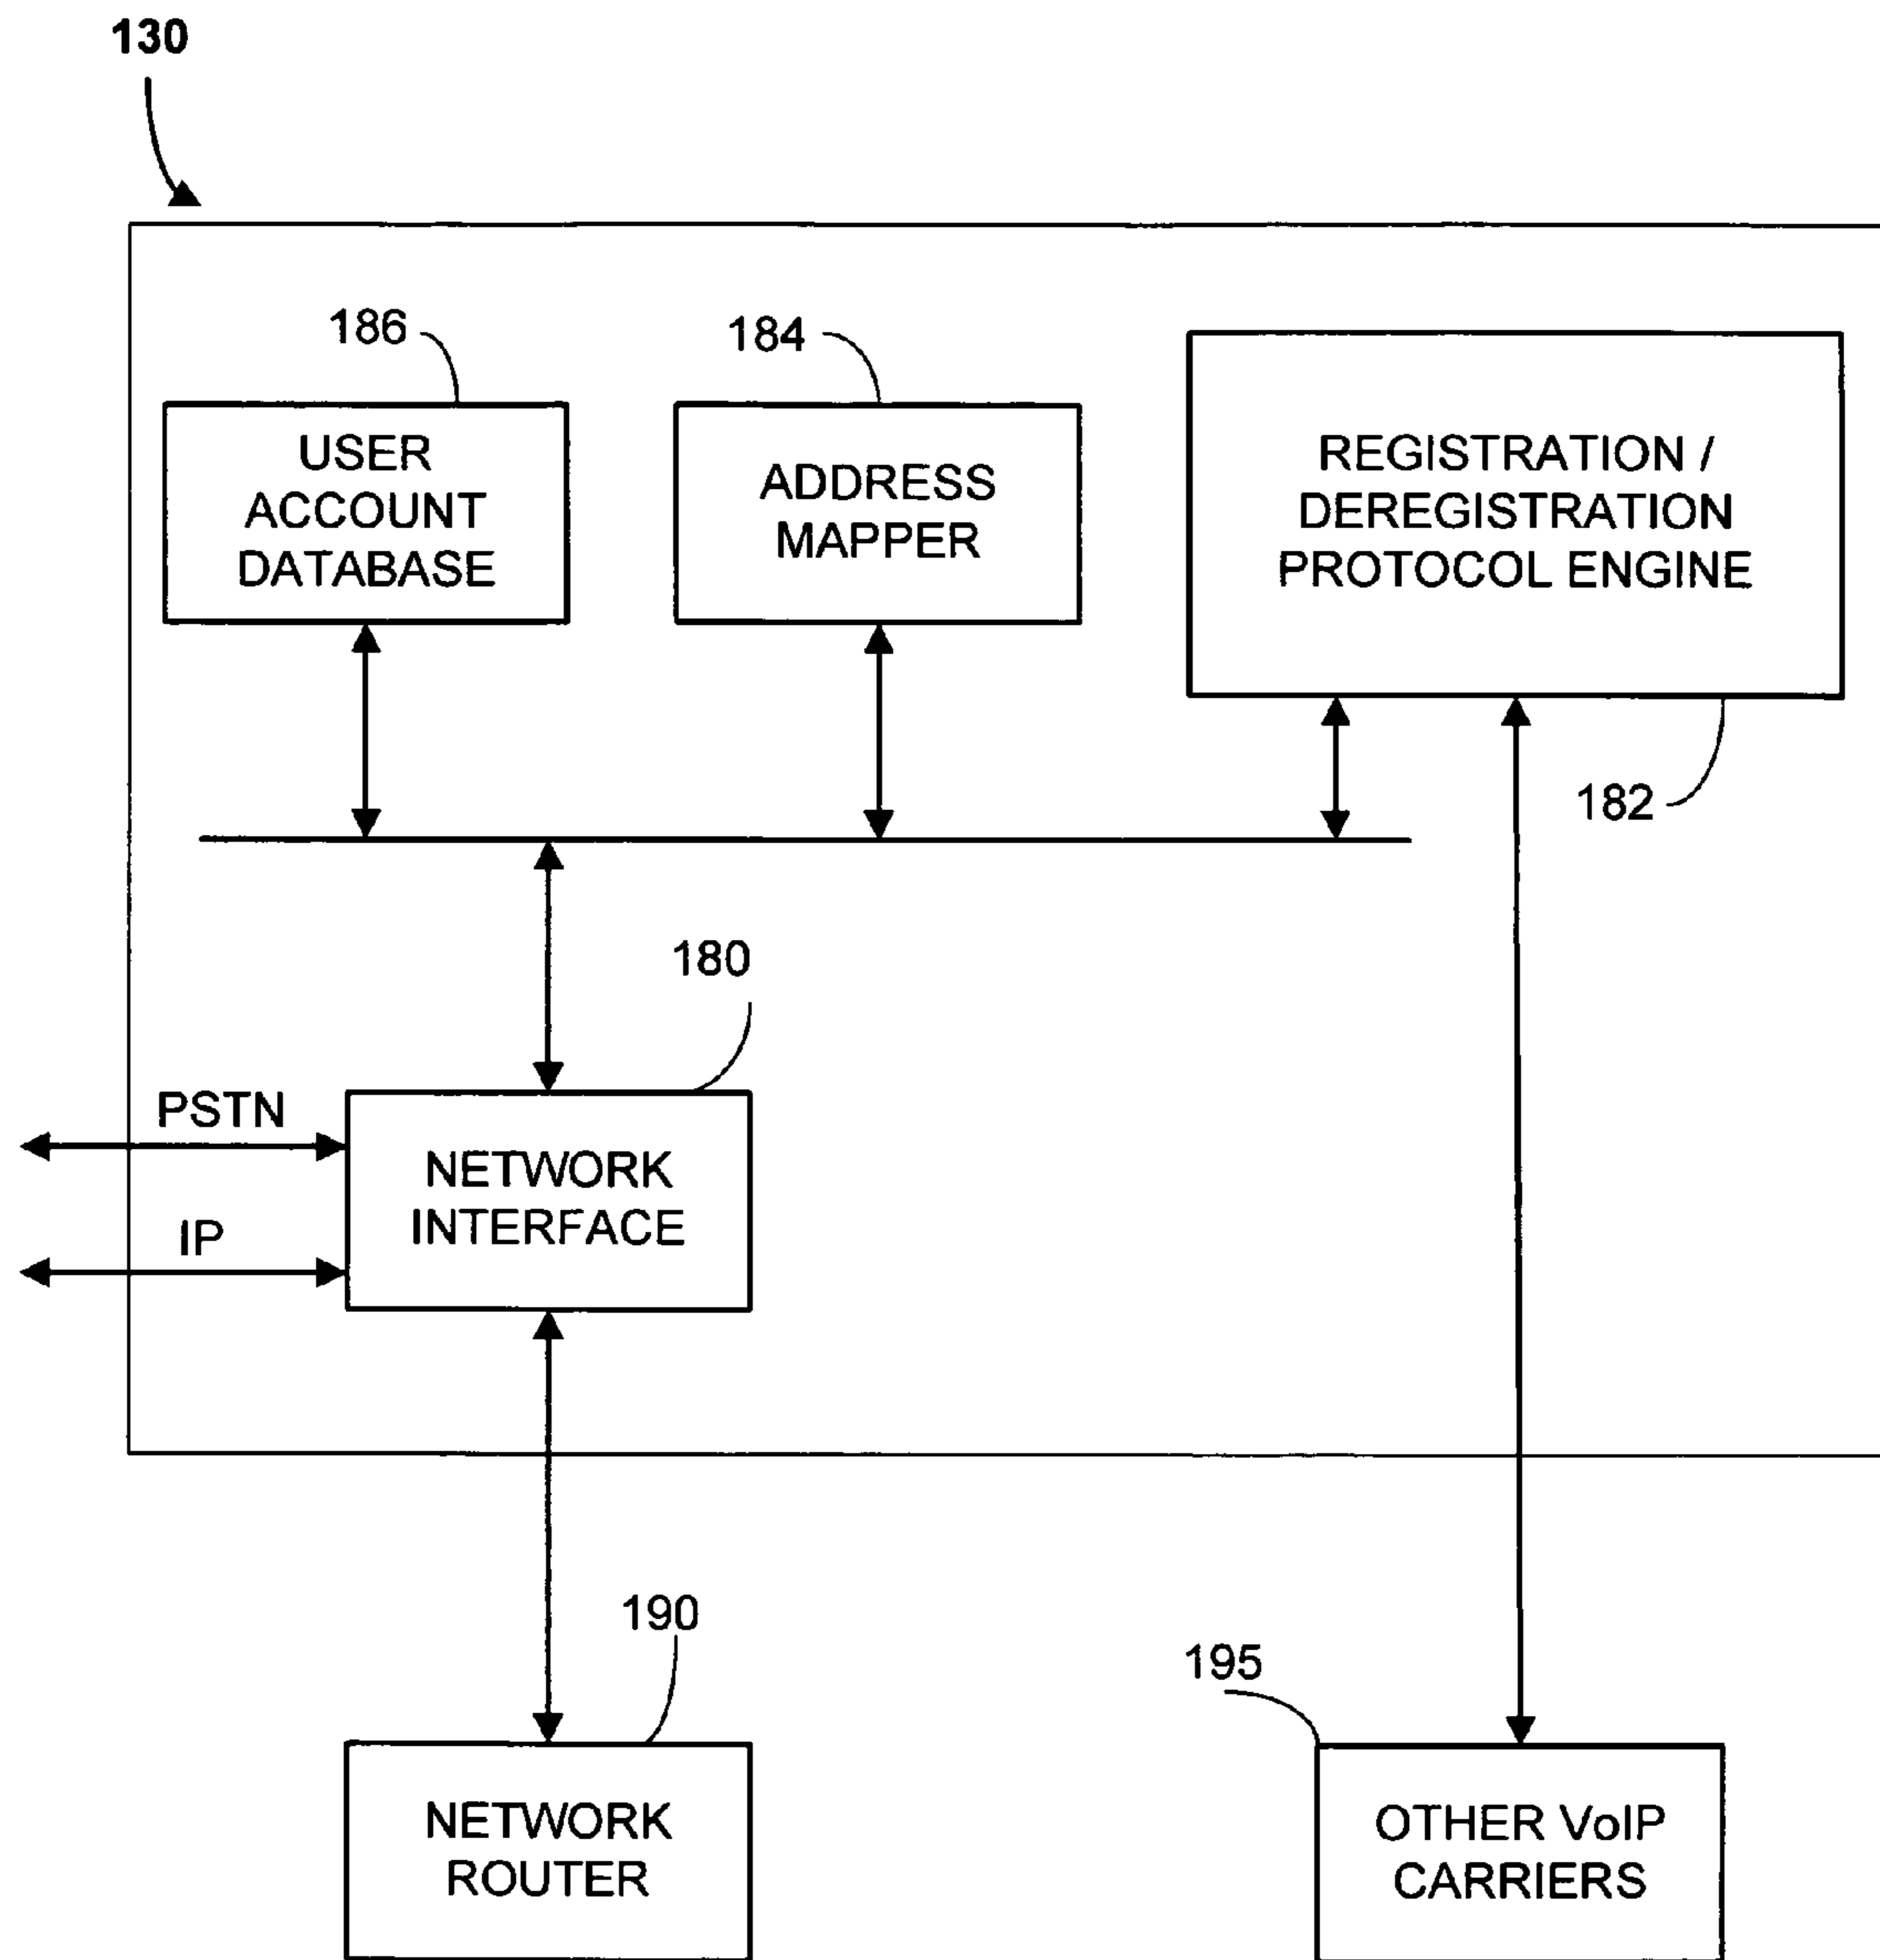 130
186
184
USER
ACCOUNT
DATABASE
ADDRESS
MAPPER
REGISTRATION /
DEREGISTRATION
PROTOCOL ENGINE
182
180
PSTN
IP
NETWORK
INTERFACE
190
195
NETWORK
ROUTER
OTHER VoIP
CARRIERS